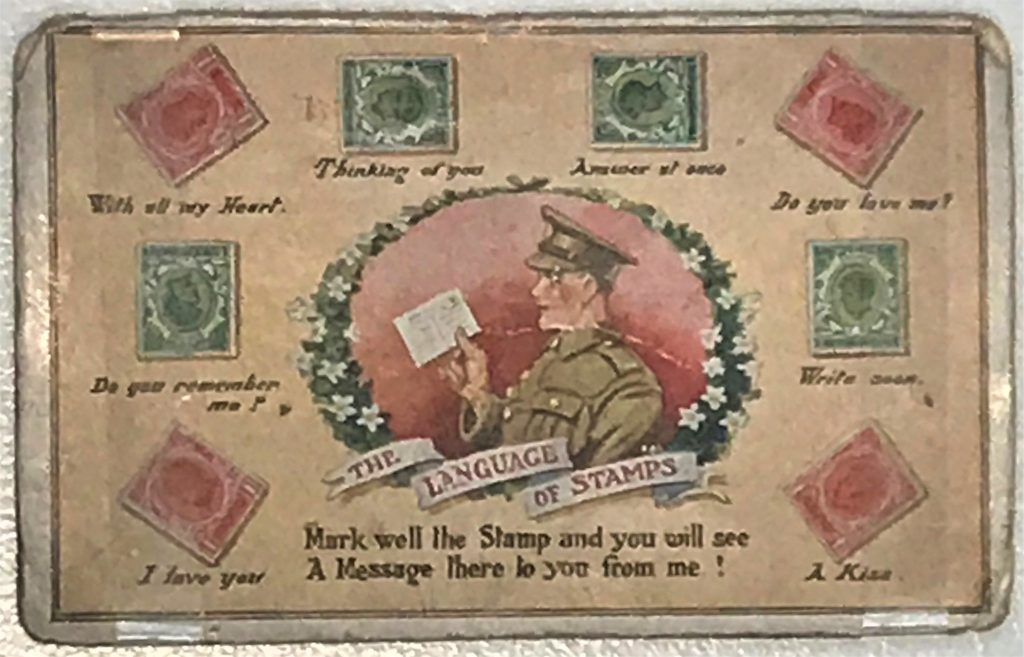 Thinking of you
Answer at once
With all my Heart.
Do you love me?
Do you remember
me?
Write soon.
THE
LANGUAGE
OF STAMPS
I love you
Mark well the Stamp and you will see
A Message there to you from me !
A Kiss.